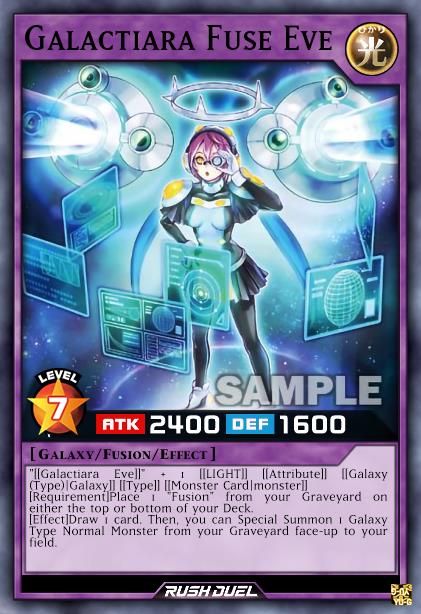 Galactiara Fuse Eve
ひかり
光
SAMPLE
LEVEL
7
ATK 2400 DEF 1600
[Galaxy/Fusion/Effect]
"[[Galactiara Eve]]" + 1 [[LIGHT]] [[Attribute]] [[Galaxy
(Type)|Galaxy]] [[Type]] [[Monster Card|monster]]
[Requirement]Place 1 "Fusion" from your Graveyard on
either the top or bottom of your Deck.
[Effect]Draw 1 card. Then, you can Special Summon 1 Galaxy
Type Normal Monster from your Graveyard face-up to your
field.
RUSH DUEL